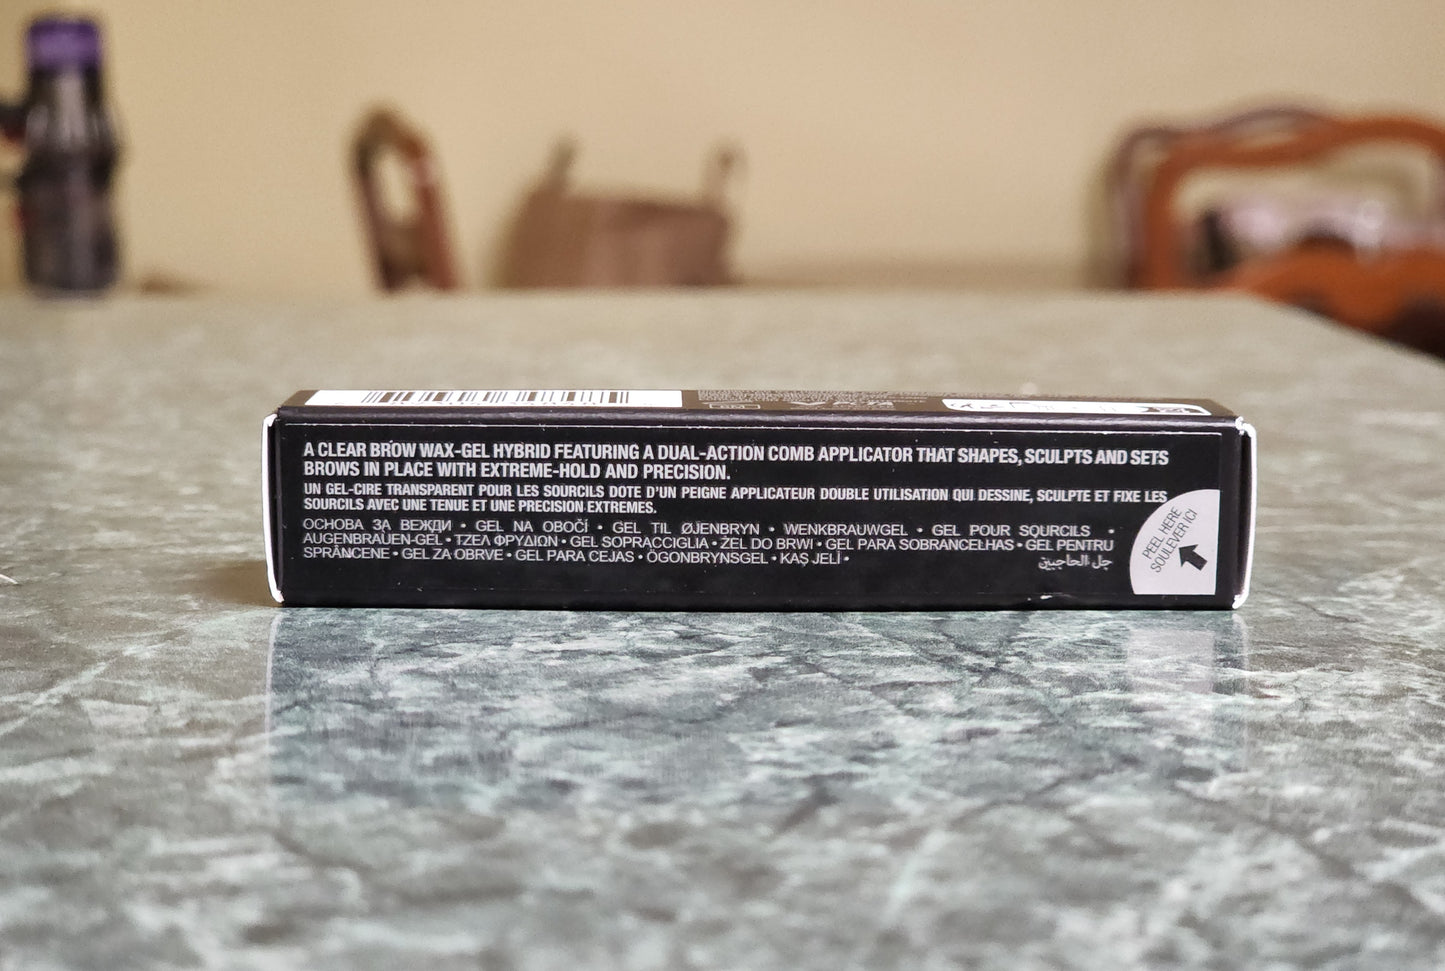 A CLEAR BROW WAX-GEL HYBRID FEATURING A DUAL-ACTION COMB APPLICATOR THAT SHAPES, SCULPTS AND SETS
BROWS IN PLACE WITH EXTREME-HOLD AND PRECISION.
UN GEL-CIRE TRANSPARENT POUR LES SOURCILS DOTE D'UN PEIGNE APPLICATEUR DOUBLE UTILISATION QUI DESSINE, SCULPTE ET FIXE LES
SOURCILS AVEC UNE TENUE ET UNE PRECISION EXTREMES.
ОСНОВА ЗА ВЕЖДИ • GEL NA OBOČÍ • GEL TIL ØJENBRYN • WENKBRAUWGEL • GEL POUR SOURCILS •
AUGENBRAUEN-GEL • ΤΖΕΛ ΦΡΥΔΙΩΝ • GEL SOPRACCIGLIA • ŻEL DO BRWI • GEL PARA SOBRANCELHAS • GEL PENTRU
SPRÂNCENE • GEL ZA OBRVE • GEL PARA CEJAS • ÖGONBRYNSGEL • KAŞ JELİ •
جل الحاجبين
PEEL HERE
SOULEVER ICI